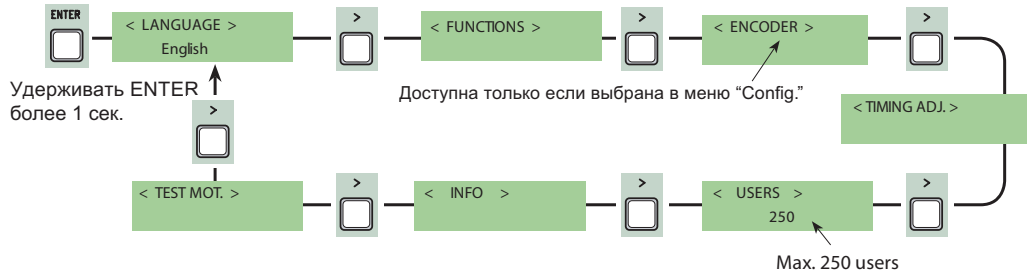 ENTER
< LANGUAGE >
English
>
< FUNCTIONS >
>
< ENCODER >
Удерживать ENTER
более 1 сек.
Доступна только если выбрана в меню “Config.”
>
< TIMING ADJ. >
< TEST MOT. >
>
< INFO >
>
< USERS >
250
>
Max. 250 users